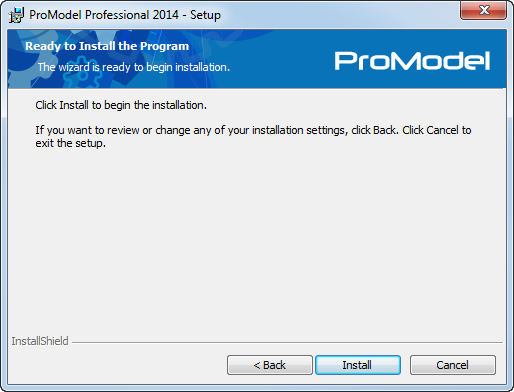 ProModel Professional 2014 - Setup
Ready to Install the Program
The wizard is ready to begin installation.
ProModel
Click Install to begin the installation.
If you want to review or change any of your installation settings, click Back. Click Cancel to
exit the setup.
InstallShield
< Back
Install
Cancel